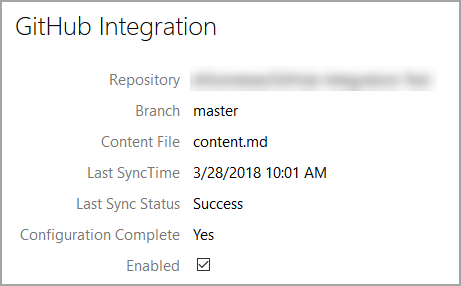 GitHub Integration
Repository
Branch master
Content File content.md
Last SyncTime 3/28/2018 10:01 AM
Last Sync Status Success
Configuration Complete Yes
Enabled